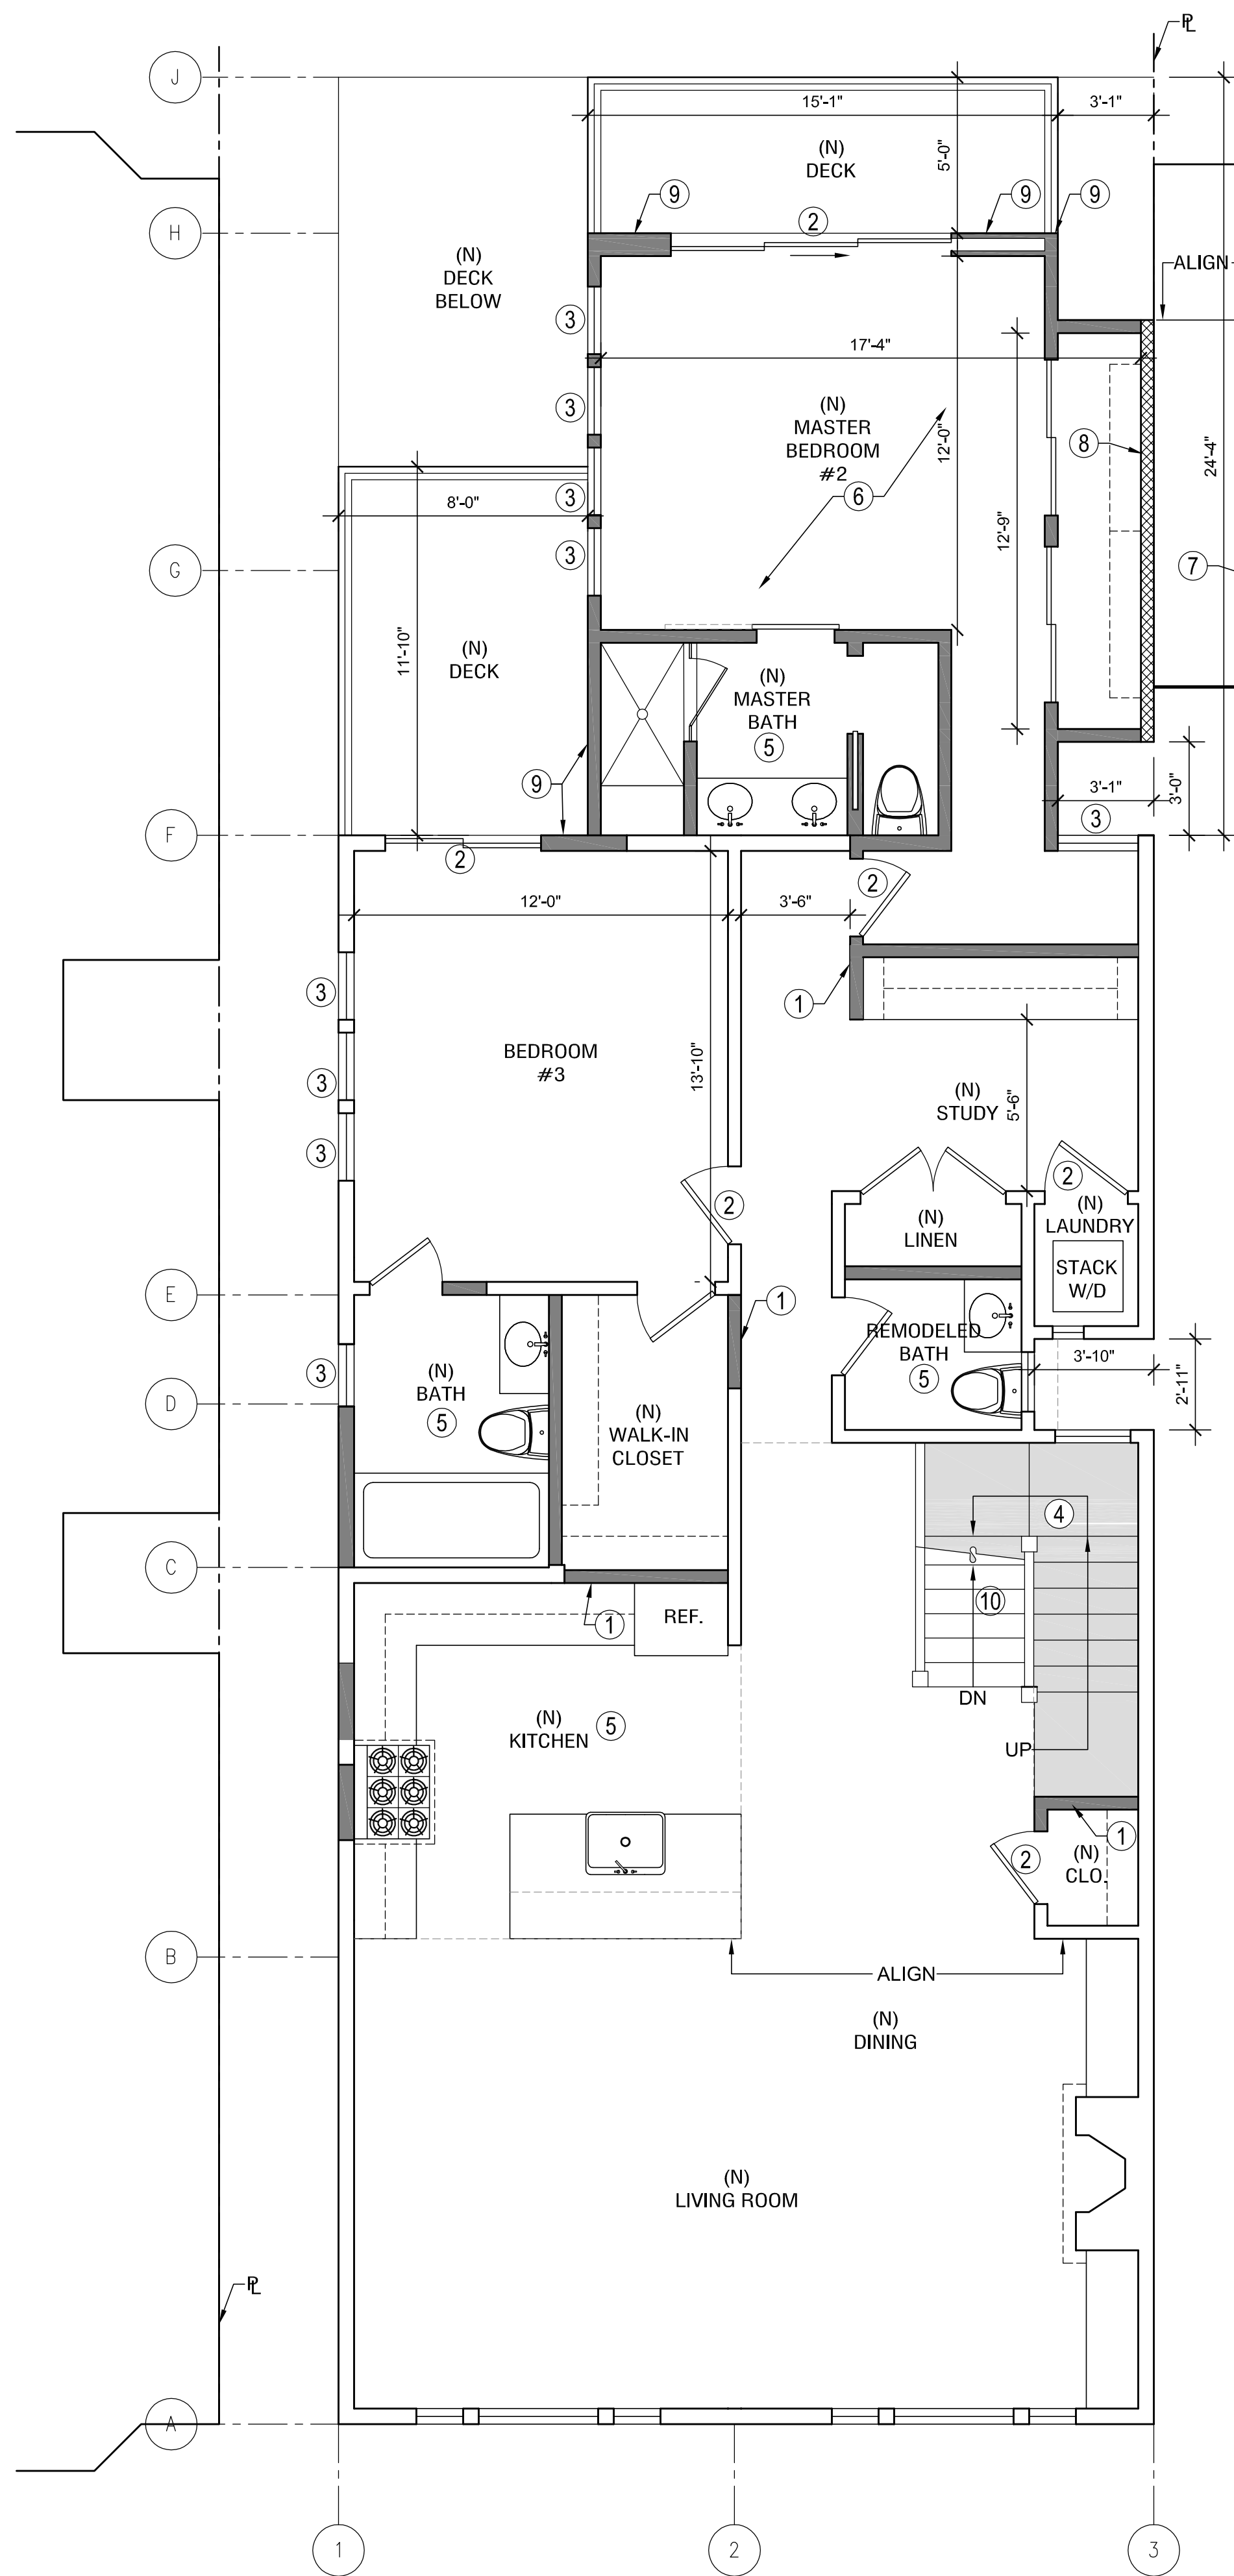 PL
J
15'-1"
3'-1"
5'-0"
(N)
DECK
9
9
9
H
2
(N)
DECK
BELOW
ALIGN
3
17'-4"
(N)
MASTER
BEDROOM
#2
3
12'-0"
8
24'-4"
8'-0"
3
6
12'-9"
3
G
7
11'-10"
(N)
DECK
(N)
MASTER
BATH
5
9
3'-1"
3'-0"
3
F
2
2
12'-0"
3'-6"
3
1
BEDROOM
#3
13'-10"
3
(N)
STUDY
5'-6"
3
2
2
(N)
LAUNDRY
(N)
LINEN
STACK
W/D
E
1
REMODELED
BATH
5
3'-10"
2'-11"
3
(N)
BATH
5
D
(N)
WALK-IN
CLOSET
4
C
10
REF.
1
DN
(N)
KITCHEN
5
UP
1
2
(N)
CLO.
B
ALIGN
(N)
DINING
(N)
LIVING ROOM
PL
A
1
2
3